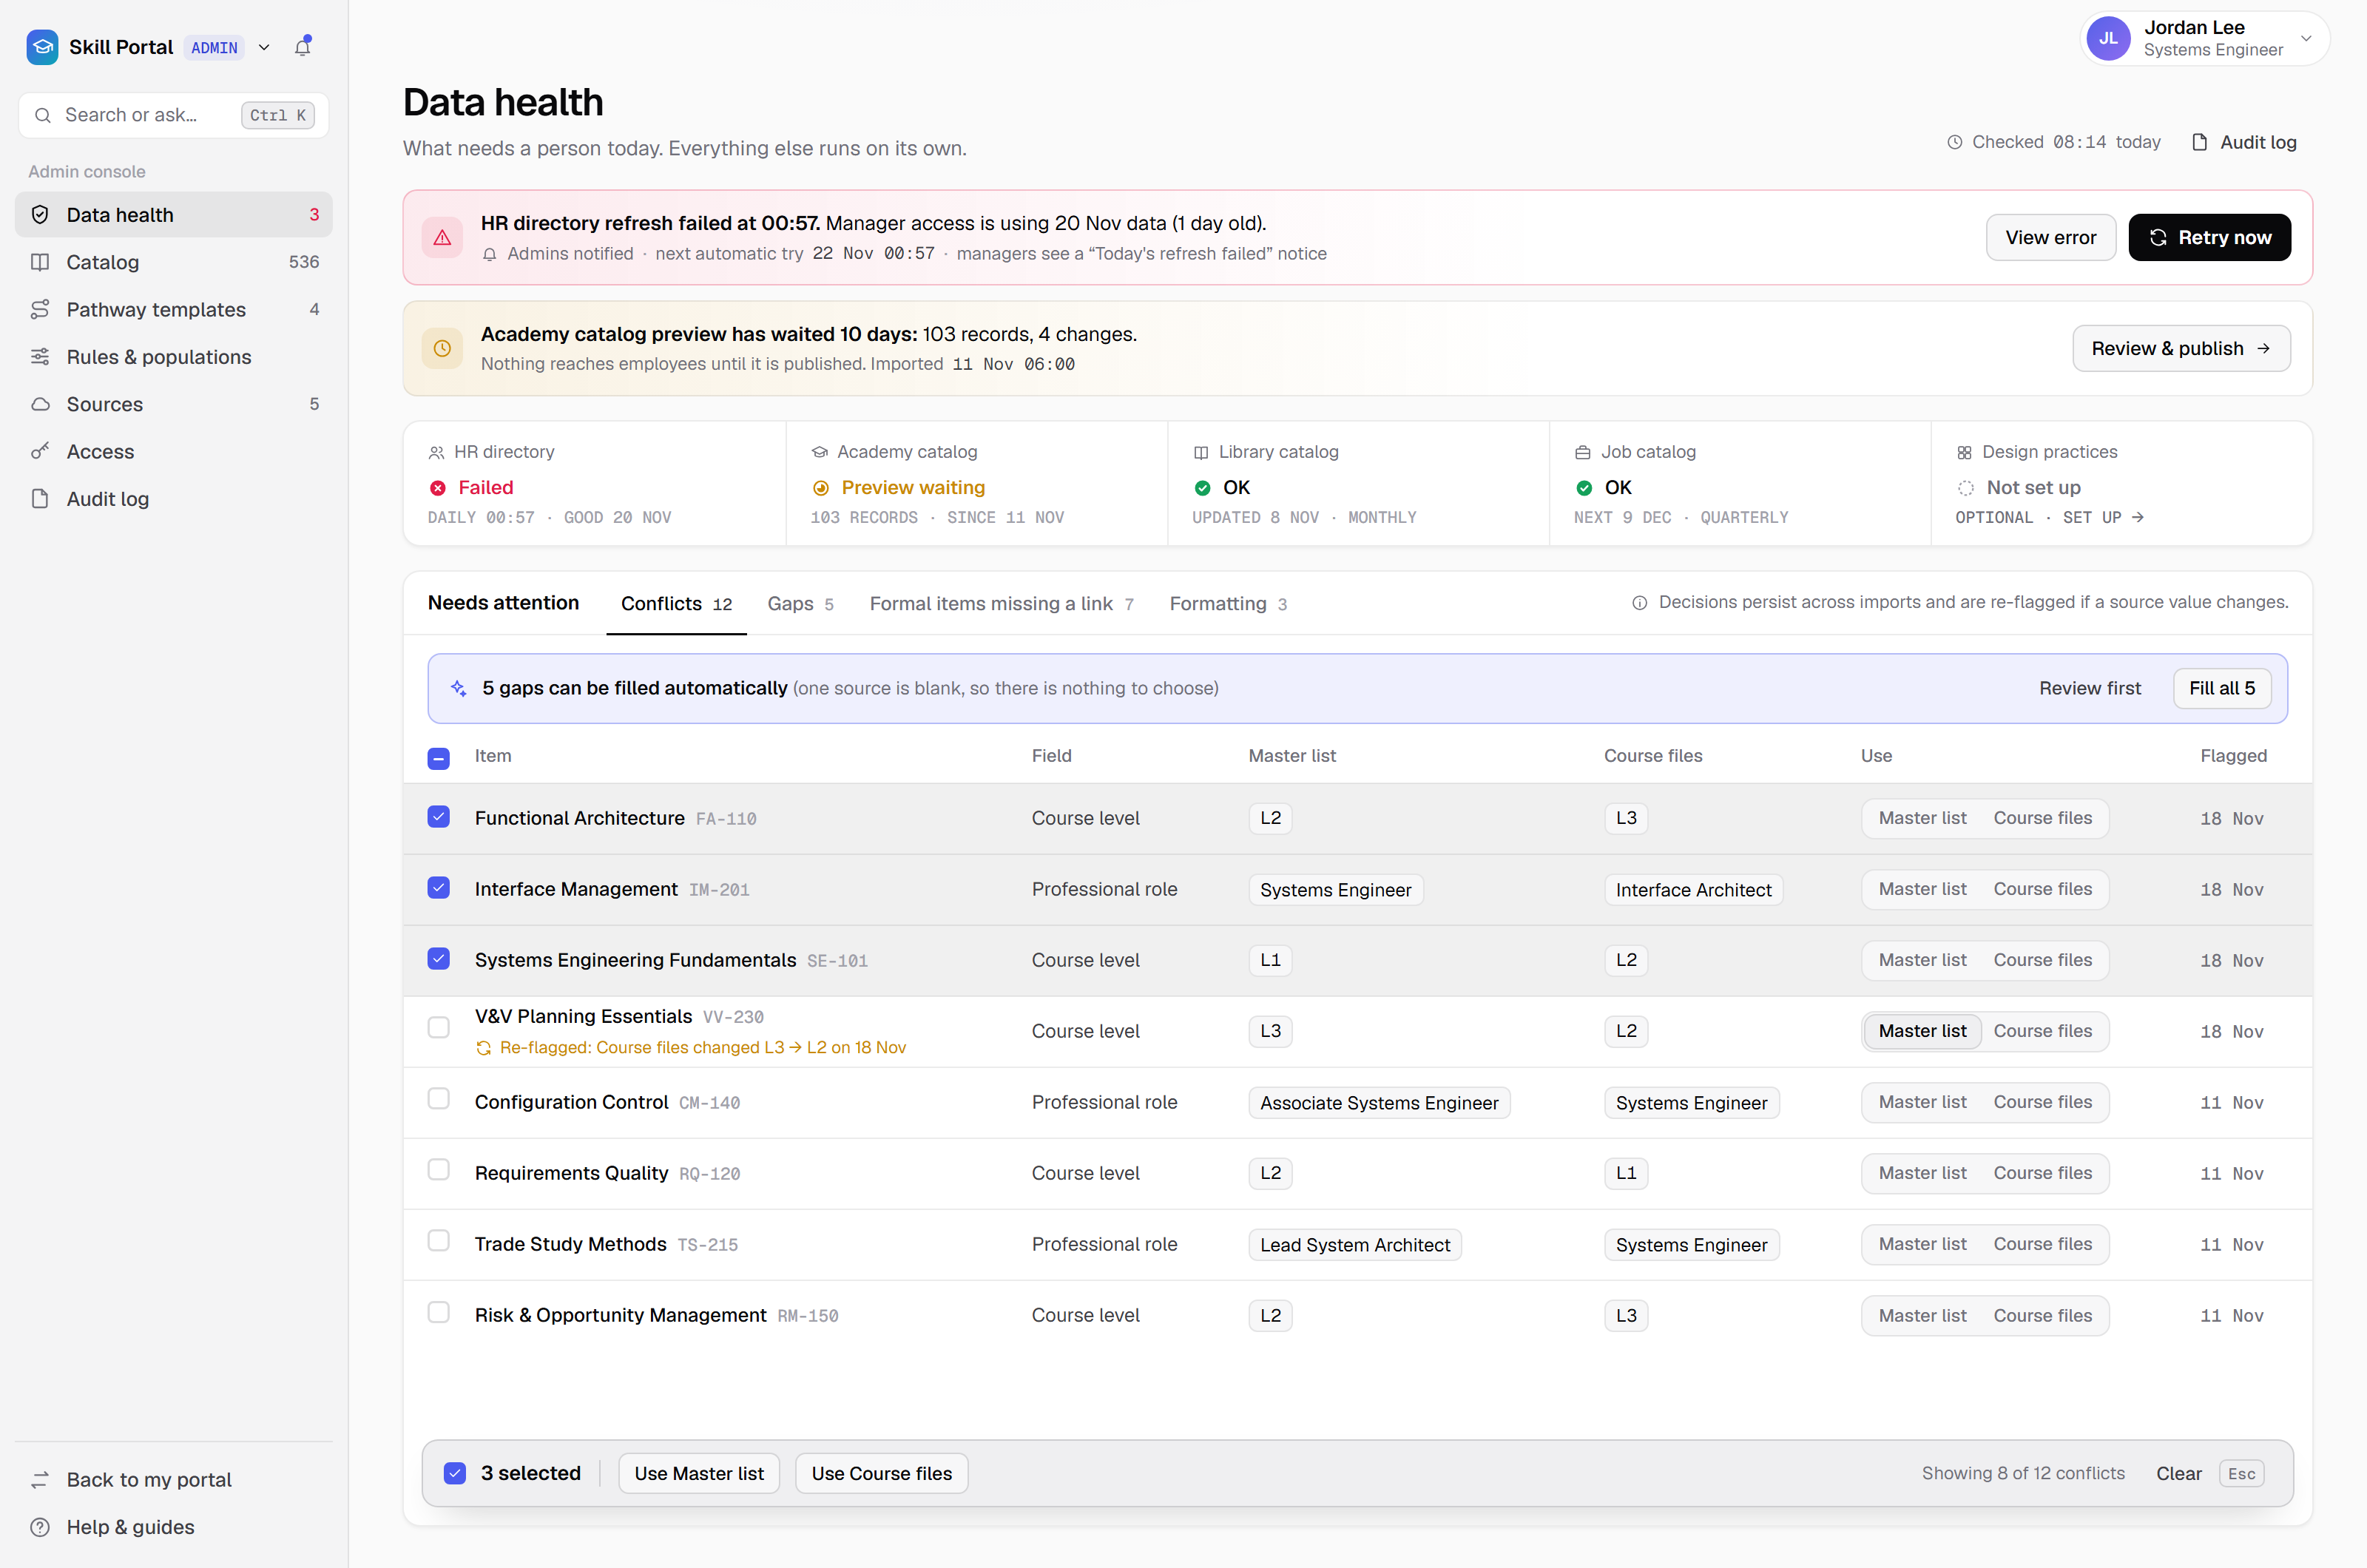 Skill Portal ADMIN
Search or ask... Ctrl K
Admin console
Data health 3
Catalog 536
Pathway templates 4
Rules & populations
Sources 5
Access
Audit log
Back to my portal
Help & guides
JL Jordan Lee
Systems Engineer
Data health
What needs a person today. Everything else runs on its own.
Checked 08:14 today Audit log
HR directory refresh failed at 00:57. Manager access is using 20 Nov data (1 day old).
Admins notified · next automatic try 22 Nov 00:57 · managers see a “Today's refresh failed” notice
View error Retry now
Academy catalog preview has waited 10 days: 103 records, 4 changes.
Nothing reaches employees until it is published. Imported 11 Nov 06:00
Review & publish →
HR directory
Failed
DAILY 00:57 · GOOD 20 NOV
Academy catalog
Preview waiting
103 RECORDS · SINCE 11 NOV
Library catalog
OK
UPDATED 8 NOV · MONTHLY
Job catalog
OK
NEXT 9 DEC · QUARTERLY
Design practices
Not set up
OPTIONAL · SET UP →
Needs attention Conflicts 12 Gaps 5 Formal items missing a link 7 Formatting 3 Decisions persist across imports and are re-flagged if a source value changes.
5 gaps can be filled automatically (one source is blank, so there is nothing to choose) Review first Fill all 5
Item Field Master list Course files Use Flagged
Functional Architecture FA-110 Course level L2 L3 Master list Course files 18 Nov
Interface Management IM-201 Professional role Systems Engineer Interface Architect Master list Course files 18 Nov
Systems Engineering Fundamentals SE-101 Course level L1 L2 Master list Course files 18 Nov
V&V Planning Essentials VV-230 Course level L3 L2 Master list Course files 18 Nov
Re-flagged: Course files changed L3 → L2 on 18 Nov
Configuration Control CM-140 Professional role Associate Systems Engineer Systems Engineer Master list Course files 11 Nov
Requirements Quality RQ-120 Course level L2 L1 Master list Course files 11 Nov
Trade Study Methods TS-215 Professional role Lead System Architect Systems Engineer Master list Course files 11 Nov
Risk & Opportunity Management RM-150 Course level L2 L3 Master list Course files 11 Nov
3 selected Use Master list Use Course files Showing 8 of 12 conflicts Clear Esc